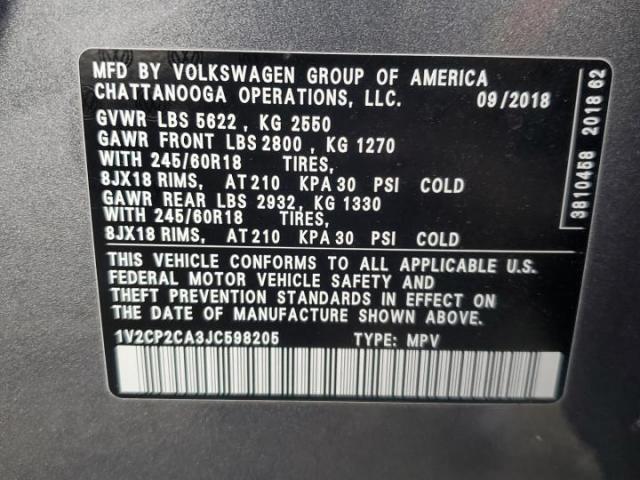 MFD BY VOLKSWAGEN GROUP OF AMERICA
CHATTANOOGA OPERATIONS, LLC. 09/2018
GVWR LBS 5622 , KG 2550
GAWR FRONT LBS 2800 , KG 1270
WITH 245/60R18 TIRES,
8JX18 RIMS, AT 210 KPA 30 PSI COLD
GAWR REAR LBS 2932, KG 1330
WITH 245/60R18 TIRES,
8JX18 RIMS, AT 210 KPA 30 PSI COLD
THIS VEHICLE CONFORMS TO ALL APPLICABLE U.S.
FEDERAL MOTOR VEHICLE SAFETY AND
THEFT PREVENTION STANDARDS IN EFFECT ON
THE DATE OF MANUFACTURE SHOWN ABOVE.
1V2CP2CA3JC598205 TYPE: MPV
3810458 2018 62